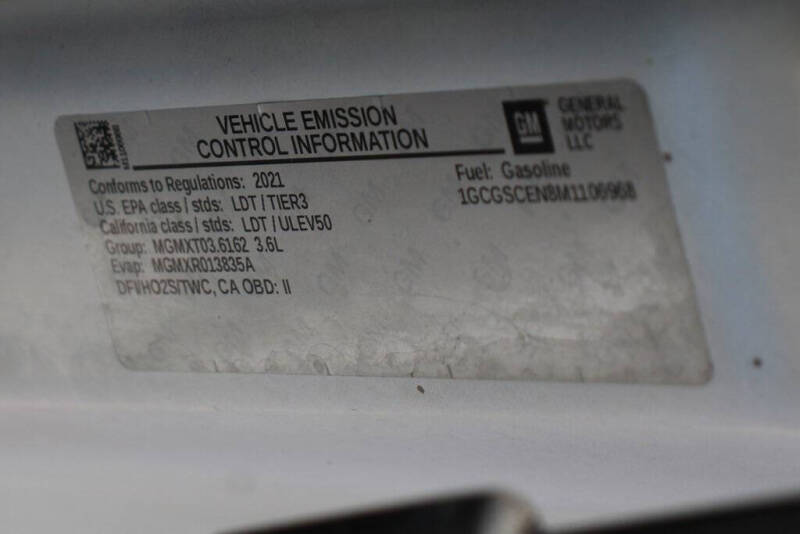 VEHICLE EMISSION
CONTROL INFORMATION
GM
GENERAL
MOTORS
LLC
Conforms to Regulations: 2021
U.S. EPA class / stds: LDT / TIER3
California class / stds: LDT / ULEV50
Group: MGMXT03.6162 3.6L
Evap: MGMXR013835A
DFI/HO2S/TWC, CA OBD: II
Fuel: Gasoline
1GCGSCEN8M1106968